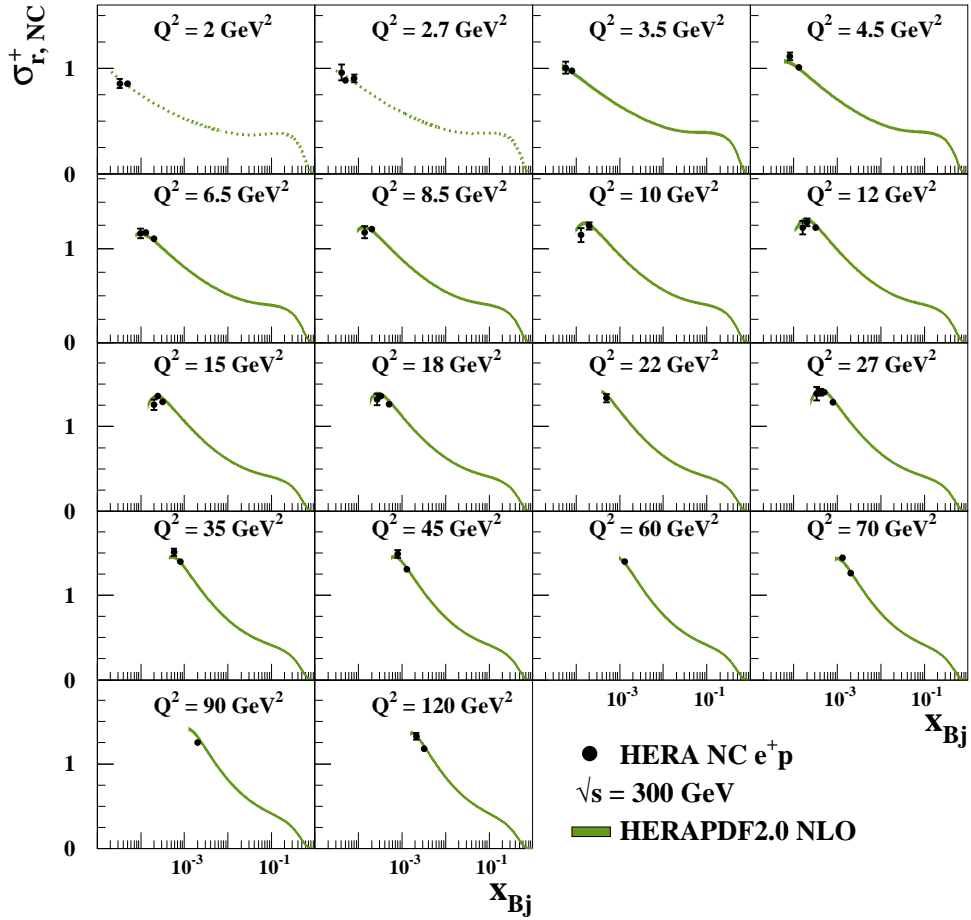 σ⁺r, NC
Q² = 2 GeV²
Q² = 2.7 GeV²
Q² = 3.5 GeV²
Q² = 4.5 GeV²
1
0
Q² = 6.5 GeV²
Q² = 8.5 GeV²
Q² = 10 GeV²
Q² = 12 GeV²
1
0
Q² = 15 GeV²
Q² = 18 GeV²
Q² = 22 GeV²
Q² = 27 GeV²
1
0
Q² = 35 GeV²
Q² = 45 GeV²
Q² = 60 GeV²
Q² = 70 GeV²
1
0
10⁻³ 10⁻¹ 10⁻³ 10⁻¹
xBj
Q² = 90 GeV²
Q² = 120 GeV²
1
0
10⁻³ 10⁻¹ 10⁻³ 10⁻¹
xBj
HERA NC e⁺p
√s = 300 GeV
HERAPDF2.0 NLO